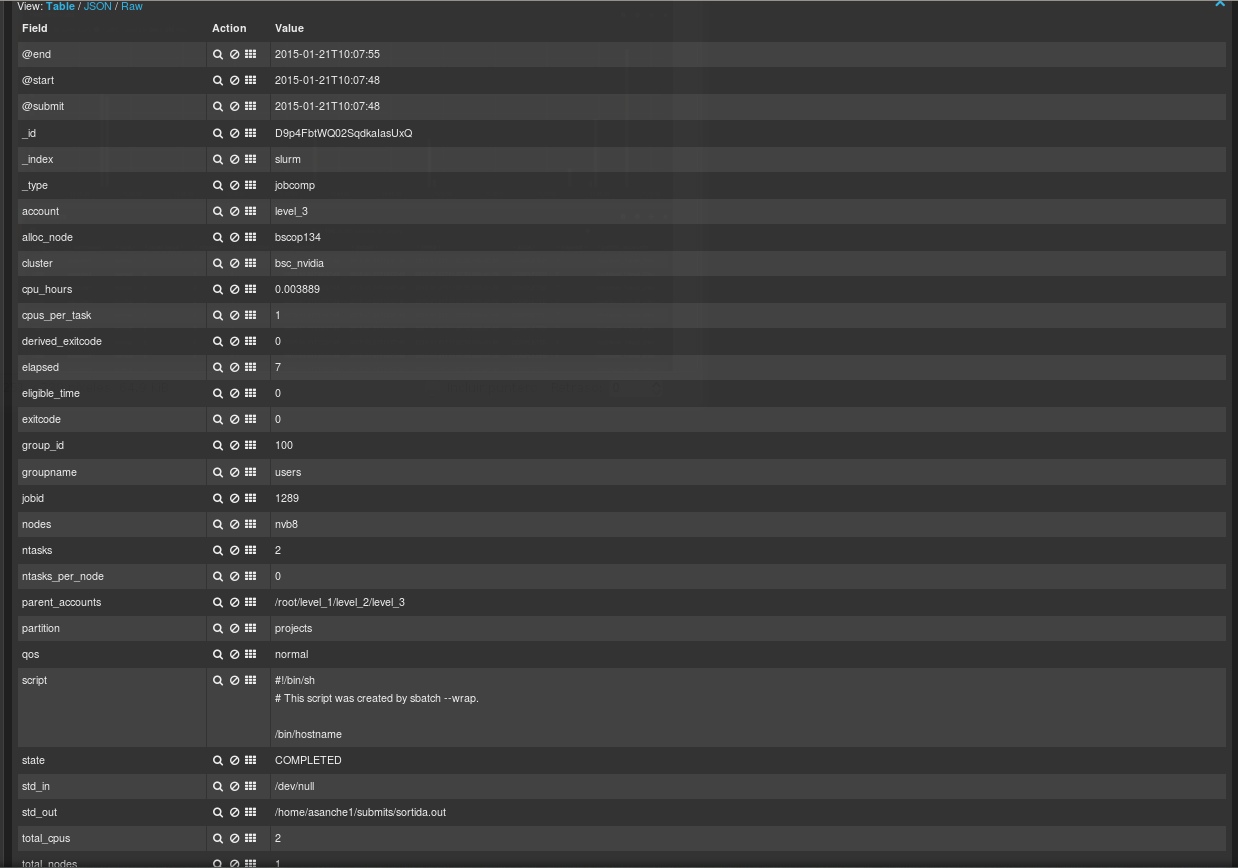 View: Table / JSON / Raw
Field Action Value
@end 2015-01-21T10:07:55
@start 2015-01-21T10:07:48
@submit 2015-01-21T10:07:48
_id D9p4FbtWQ02SqdkaIasUxQ
_index slurm
_type jobcomp
account level_3
alloc_node bscop134
cluster bsc_nvidia
cpu_hours 0.003889
cpus_per_task 1
derived_exitcode 0
elapsed 7
eligible_time 0
exitcode 0
group_id 100
groupname users
jobid 1289
nodes nvb8
ntasks 2
ntasks_per_node 0
parent_accounts /root/level_1/level_2/level_3
partition projects
qos normal
script #!/bin/sh
# This script was created by sbatch --wrap.
/bin/hostname
state COMPLETED
std_in /dev/null
std_out /home/asanche1/submits/sortida.out
total_cpus 2
total_nodes 1